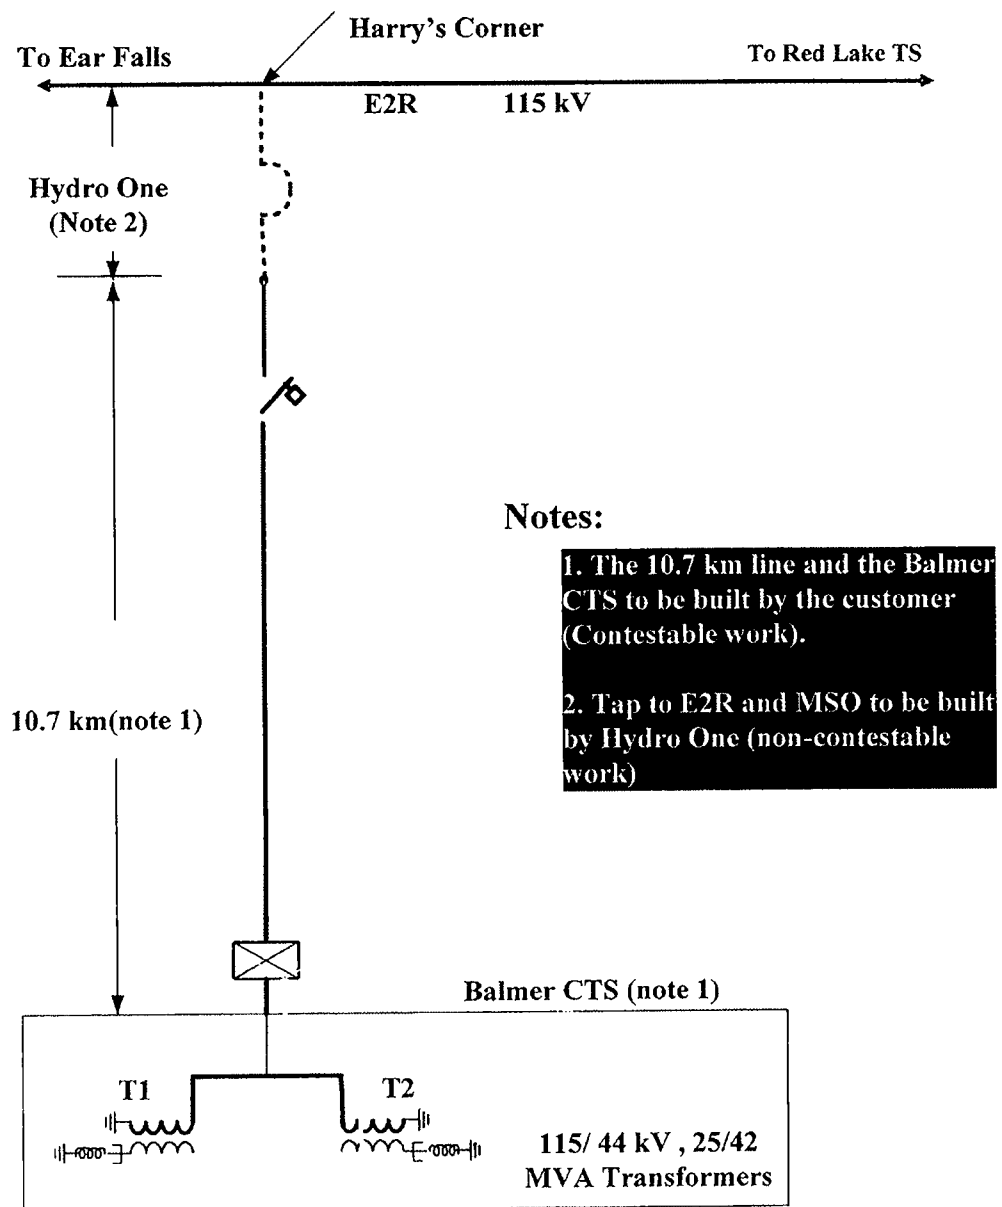 Harry's Corner
To Ear Falls
To Red Lake TS
E2R
115 kV
Hydro One
(Note 2)
Notes:
1. The 10.7 km line and the Balmer
CTS to be built by the customer
(Contestable work).
2. Tap to E2R and MSO to be built
by Hydro One (non-contestable
work)
10.7 km(note 1)
Balmer CTS (note 1)
T1
T2
115/ 44 kV , 25/42
MVA Transformers